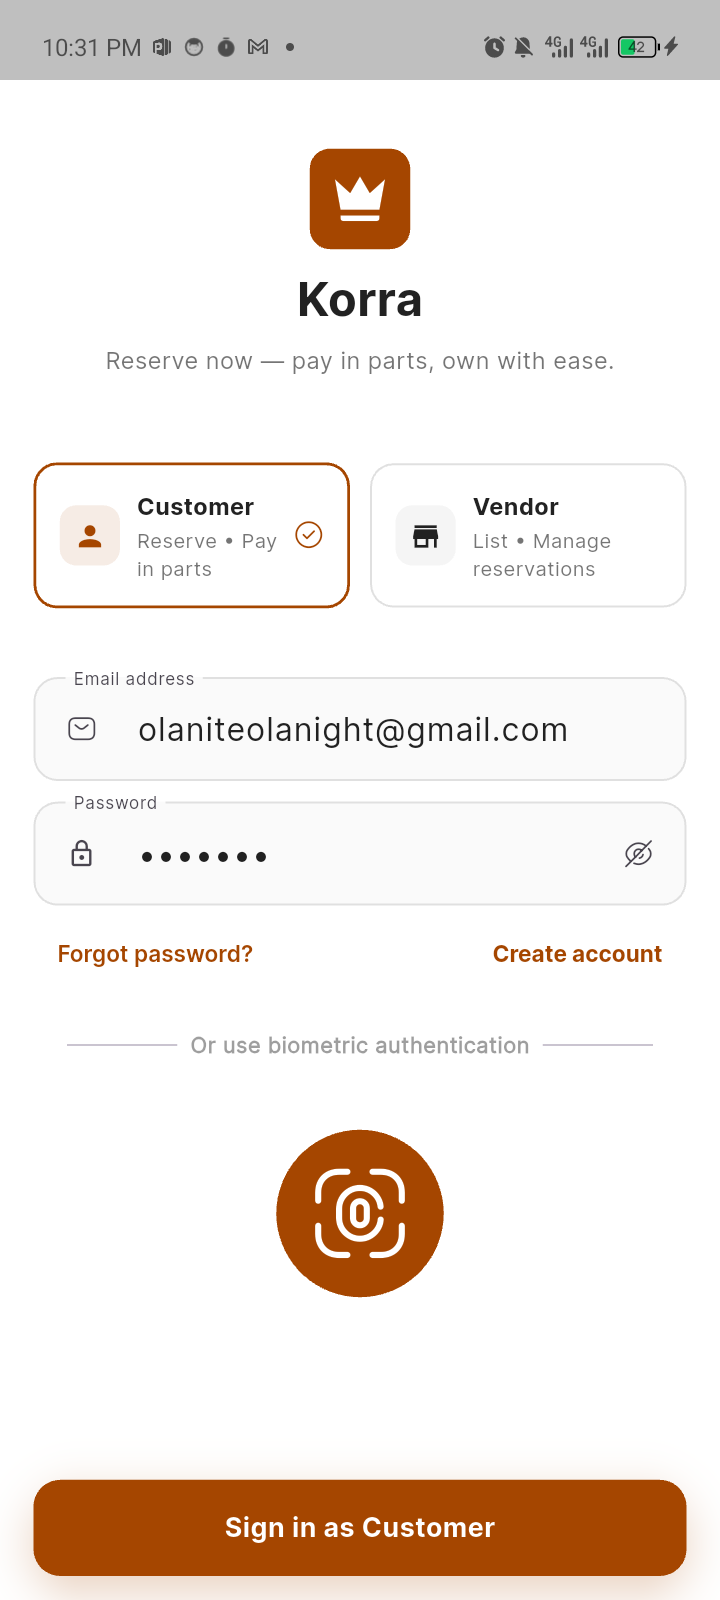 10:31 PM
4G 4G 42
Korra
Reserve now — pay in parts, own with ease.
Customer
Reserve • Pay
in parts
Vendor
List • Manage
reservations
Email address
olaniteolanight@gmail.com
Password
•••••••
Forgot password?
Create account
Or use biometric authentication
Sign in as Customer